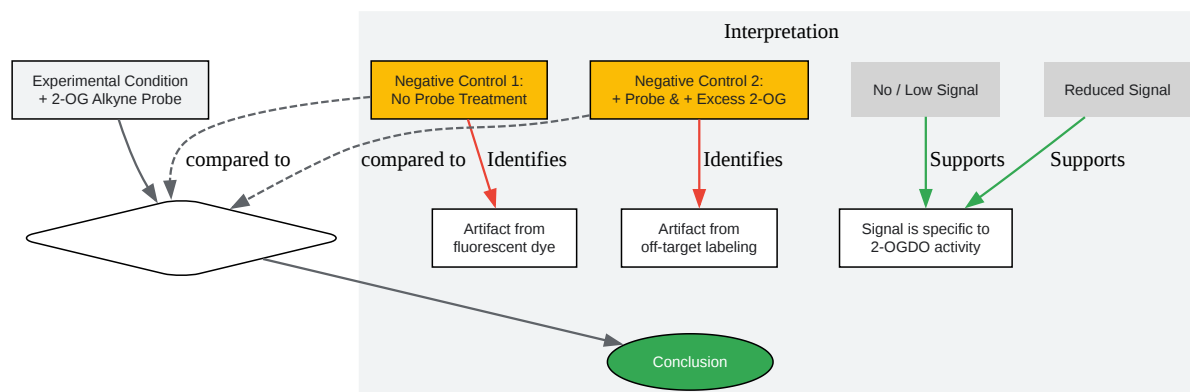 Interpretation
Experimental Condition
+ 2-OG Alkyne Probe
Negative Control 1:
No Probe Treatment
Negative Control 2:
+ Probe & + Excess 2-OG
No / Low Signal
Reduced Signal
compared to
compared to
Identifies
Identifies
Supports
Supports
Artifact from
fluorescent dye
Artifact from
off-target labeling
Signal is specific to
2-OGDO activity
Conclusion